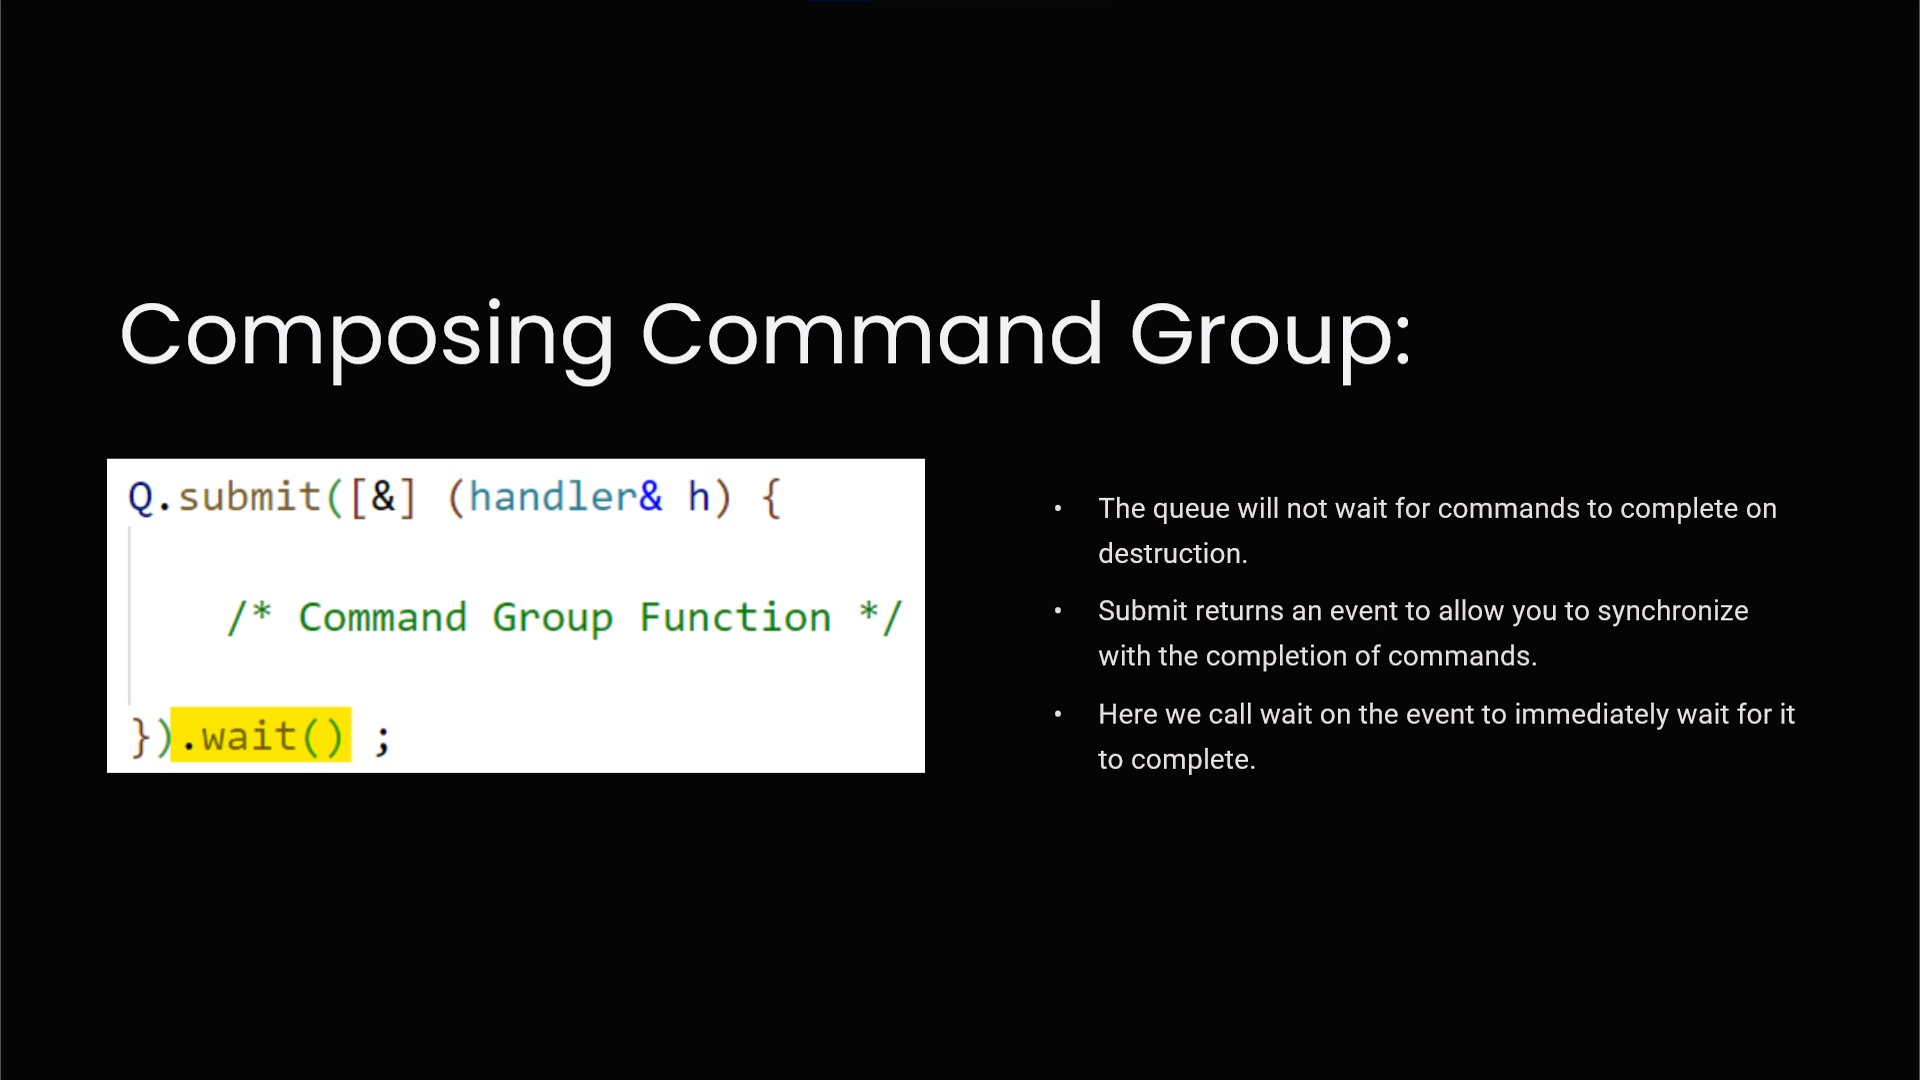 Composing Command Group:
Q.submit([&] (handler& h) {
/* Command Group Function */
}).wait() ;
• The queue will not wait for commands to complete on
destruction.
• Submit returns an event to allow you to synchronize
with the completion of commands.
• Here we call wait on the event to immediately wait for it
to complete.